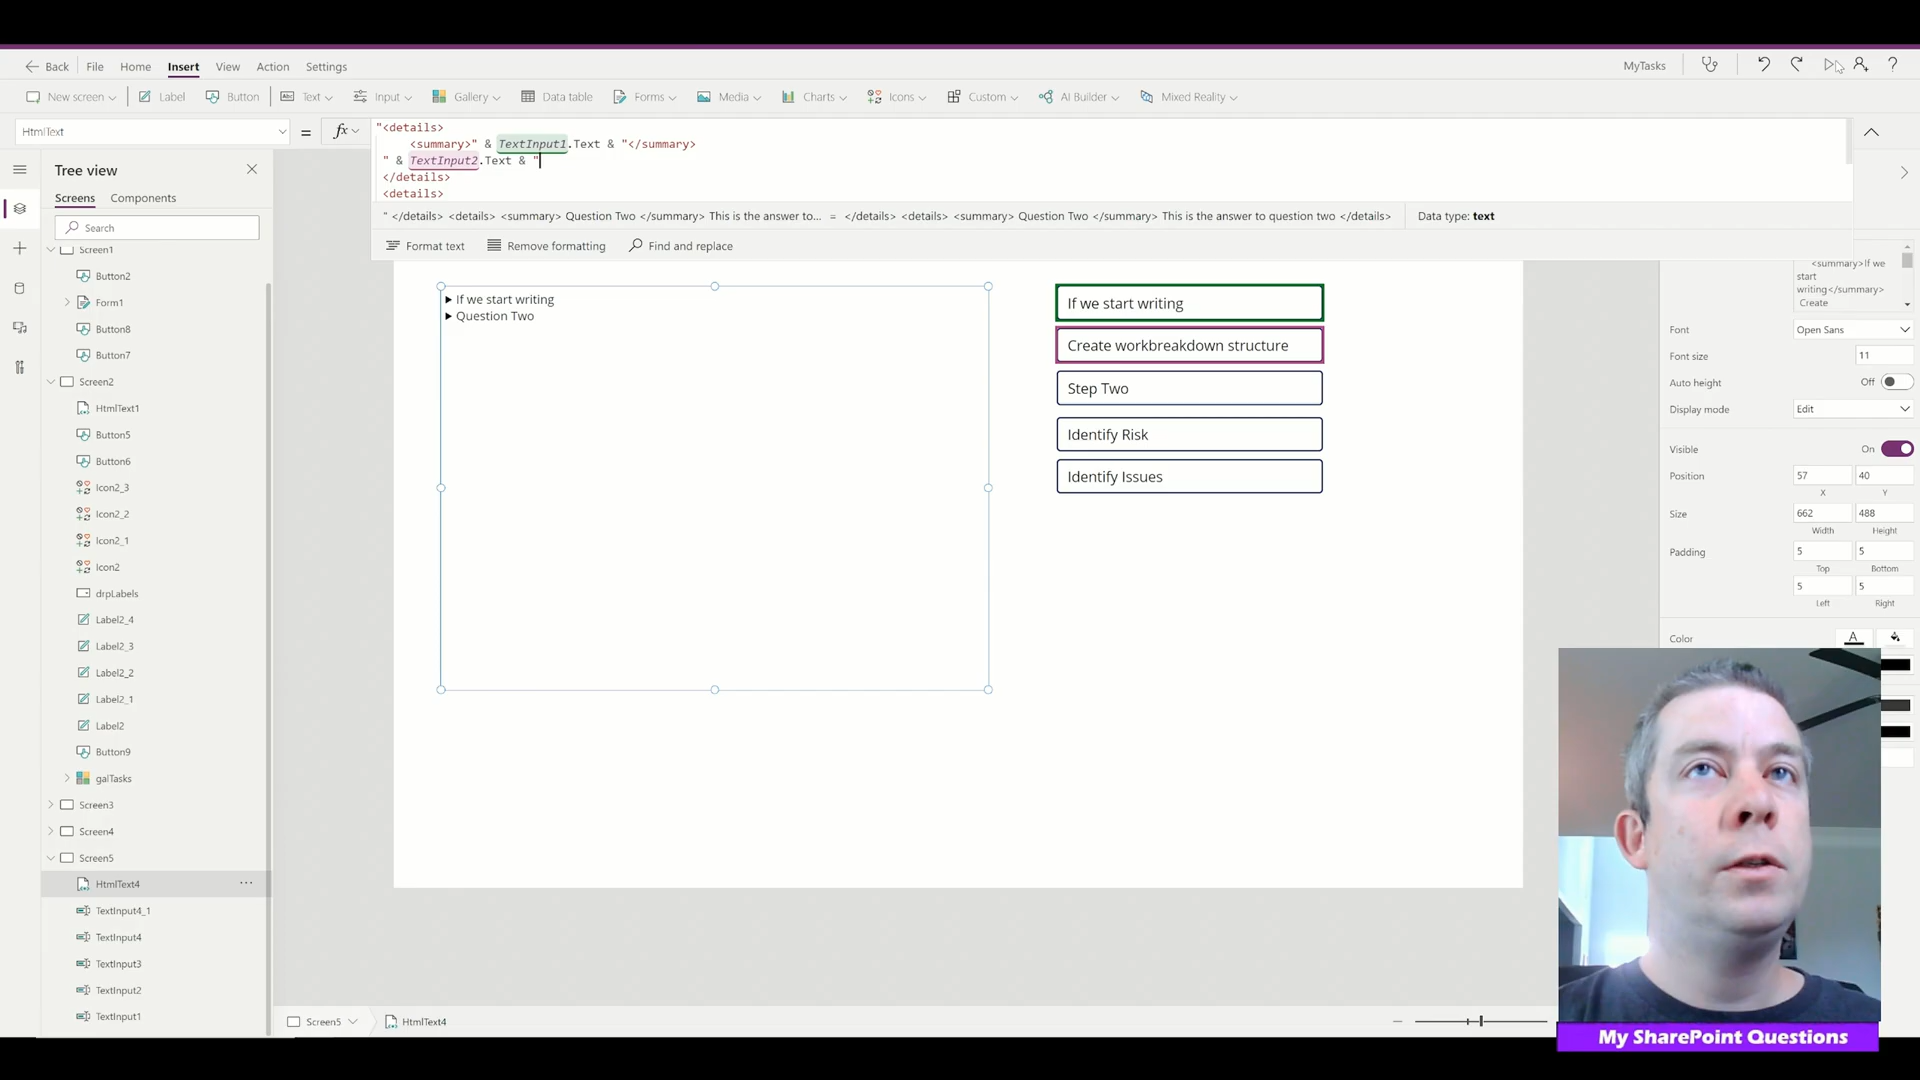 Back File Home Insert View Action Settings MyTasks ?
New screen Label Button Text Input Gallery Data table Forms Media Charts Icons Custom AI Builder Mixed Reality
HtmlText = fx "<details>
<summary>" & TextInput1.Text & "</summary>
" & TextInput2.Text & "
</details>
<details>
" </details> <details> <summary> Question Two </summary> This is the answer to... = </details> <details> <summary> Question Two </summary> This is the answer to question two </details> Data type: text
Format text Remove formatting Find and replace
Tree view
Screens Components
Search
Screen1
Button2
Form1
Button8
Button7
Screen2
HtmlText1
Button5
Button6
Icon2_3
Icon2_2
Icon2_1
Icon2
drpLabels
Label2_4
Label2_3
Label2_2
Label2_1
Label2
Button9
galTasks
Screen3
Screen4
Screen5
HtmlText4 ...
TextInput4_1
TextInput4
TextInput3
TextInput2
TextInput1
If we start writing
Question Two
If we start writing
Create workbreakdown structure
Step Two
Identify Risk
Identify Issues
<summary>If we
start
writing</summary>
Create
Font Open Sans
Font size 11
Auto height Off
Display mode Edit
Visible On
Position 57 40
X Y
Size 662 488
Width Height
Padding 5 5
Top Bottom
5 5
Left Right
Color A
Screen5 HtmlText4
My SharePoint Questions